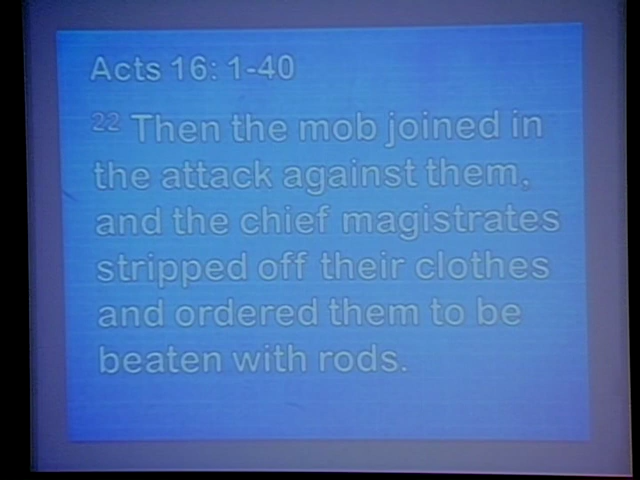 Acts 16: 1-40
22 Then the mob joined in
the attack against them,
and the chief magistrates
stripped off their clothes
and ordered them to be
beaten with rods.